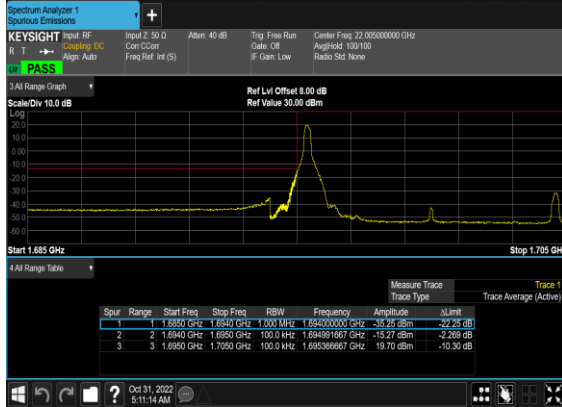 Spectrum Analyzer 1
Spurious Emissions
KEYSIGHT
R T
PASS
Input: RF
Coupling: DC
Align: Auto
Input Z: 50 Ω
Corr CCorr
Freq Ref: Int (S)
Atten: 40 dB
Trig: Free Run
Gate: Off
IF Gain: Low
Center Freq: 22.005000000 GHz
Avg|Hold: 100/100
Radio Std: None
3 All Range Graph
Scale/Div 10.0 dB
Ref Lvl Offset 8.00 dB
Ref Value 30.00 dBm
Log
20.0
10.0
0.00
-10.0
-20.0
-30.0
-40.0
-50.0
-60.0
Start 1.685 GHz
Stop 1.705 GH
4 All Range Table
Measure Trace Trace 1
Trace Type Trace Average (Active)
Spur Range Start Freq Stop Freq RBW Frequency Amplitude ΔLimit
1 1 1.6850 GHz 1.6940 GHz 1.000 MHz 1.694000000 GHz -35.25 dBm -22.25 dB
2 2 1.6940 GHz 1.6950 GHz 100.0 kHz 1.694991667 GHz -15.27 dBm -2.269 dB
3 3 1.6950 GHz 1.7050 GHz 100.0 kHz 1.695366667 GHz 19.70 dBm -10.30 dB
?
Oct 31, 2022
5:11:14 AM